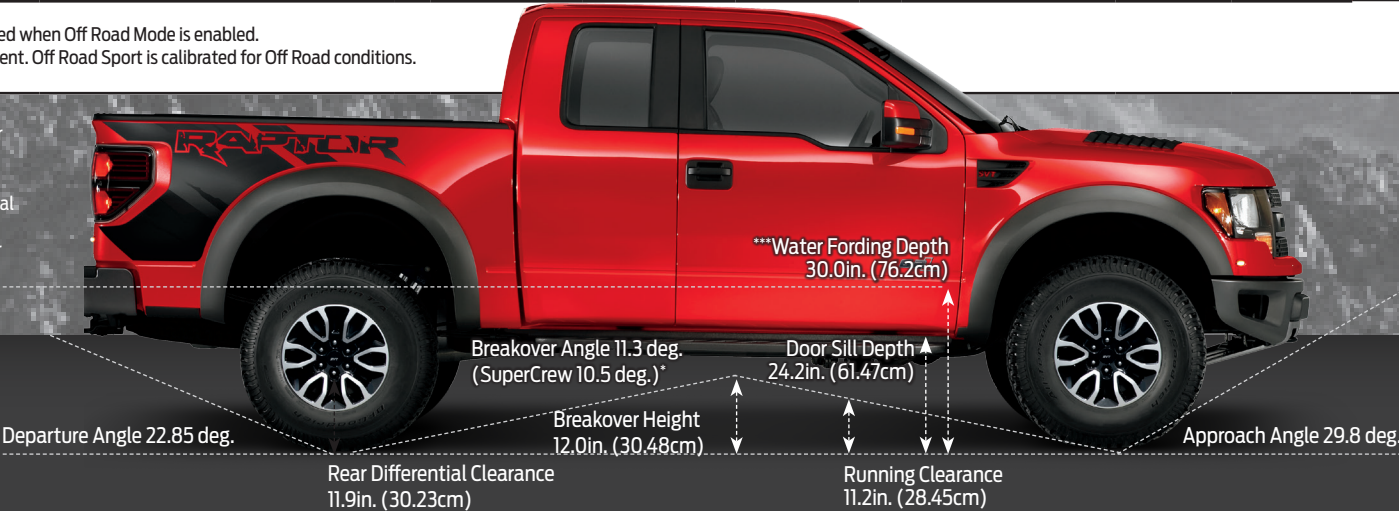 ed when Off Road Mode is enabled.
ent. Off Road Sport is calibrated for Off Road conditions.
RAPTOR
al
***Water Fording Depth
30.0in. (76.2cm)
Breakover Angle 11.3 deg.
(SuperCrew 10.5 deg.)*
Door Sill Depth
24.2in. (61.47cm)
Breakover Height
12.0in. (30.48cm)
Departure Angle 22.85 deg.
Approach Angle 29.8 deg.
Rear Differential Clearance
11.9in. (30.23cm)
Running Clearance
11.2in. (28.45cm)